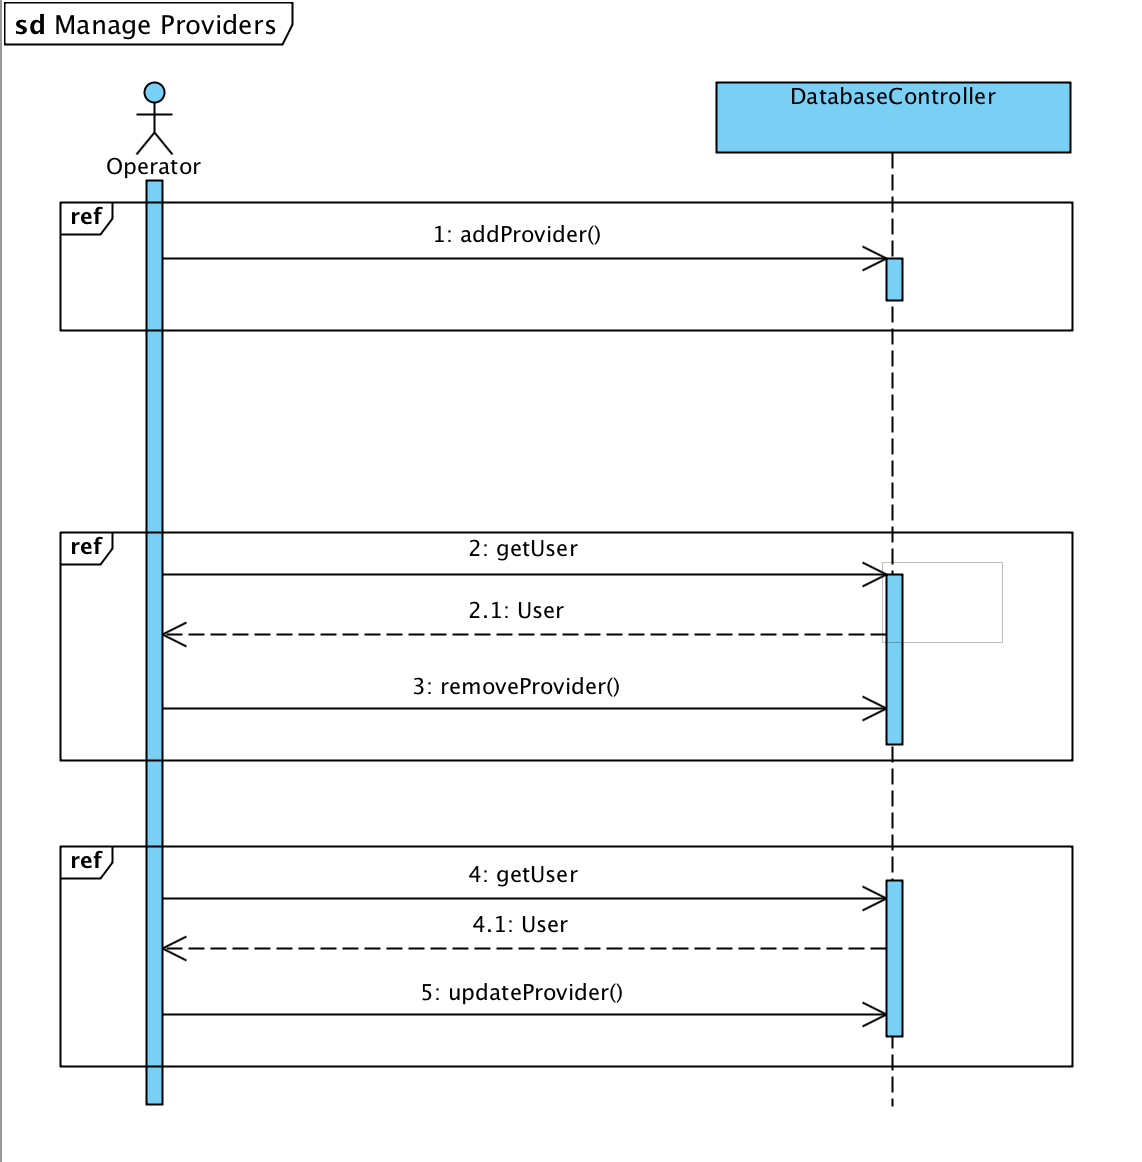 sd Manage Providers
Operator
DatabaseController
ref
1: addProvider()
ref
2: getUser
2.1: User
3: removeProvider()
ref
4: getUser
4.1: User
5: updateProvider()